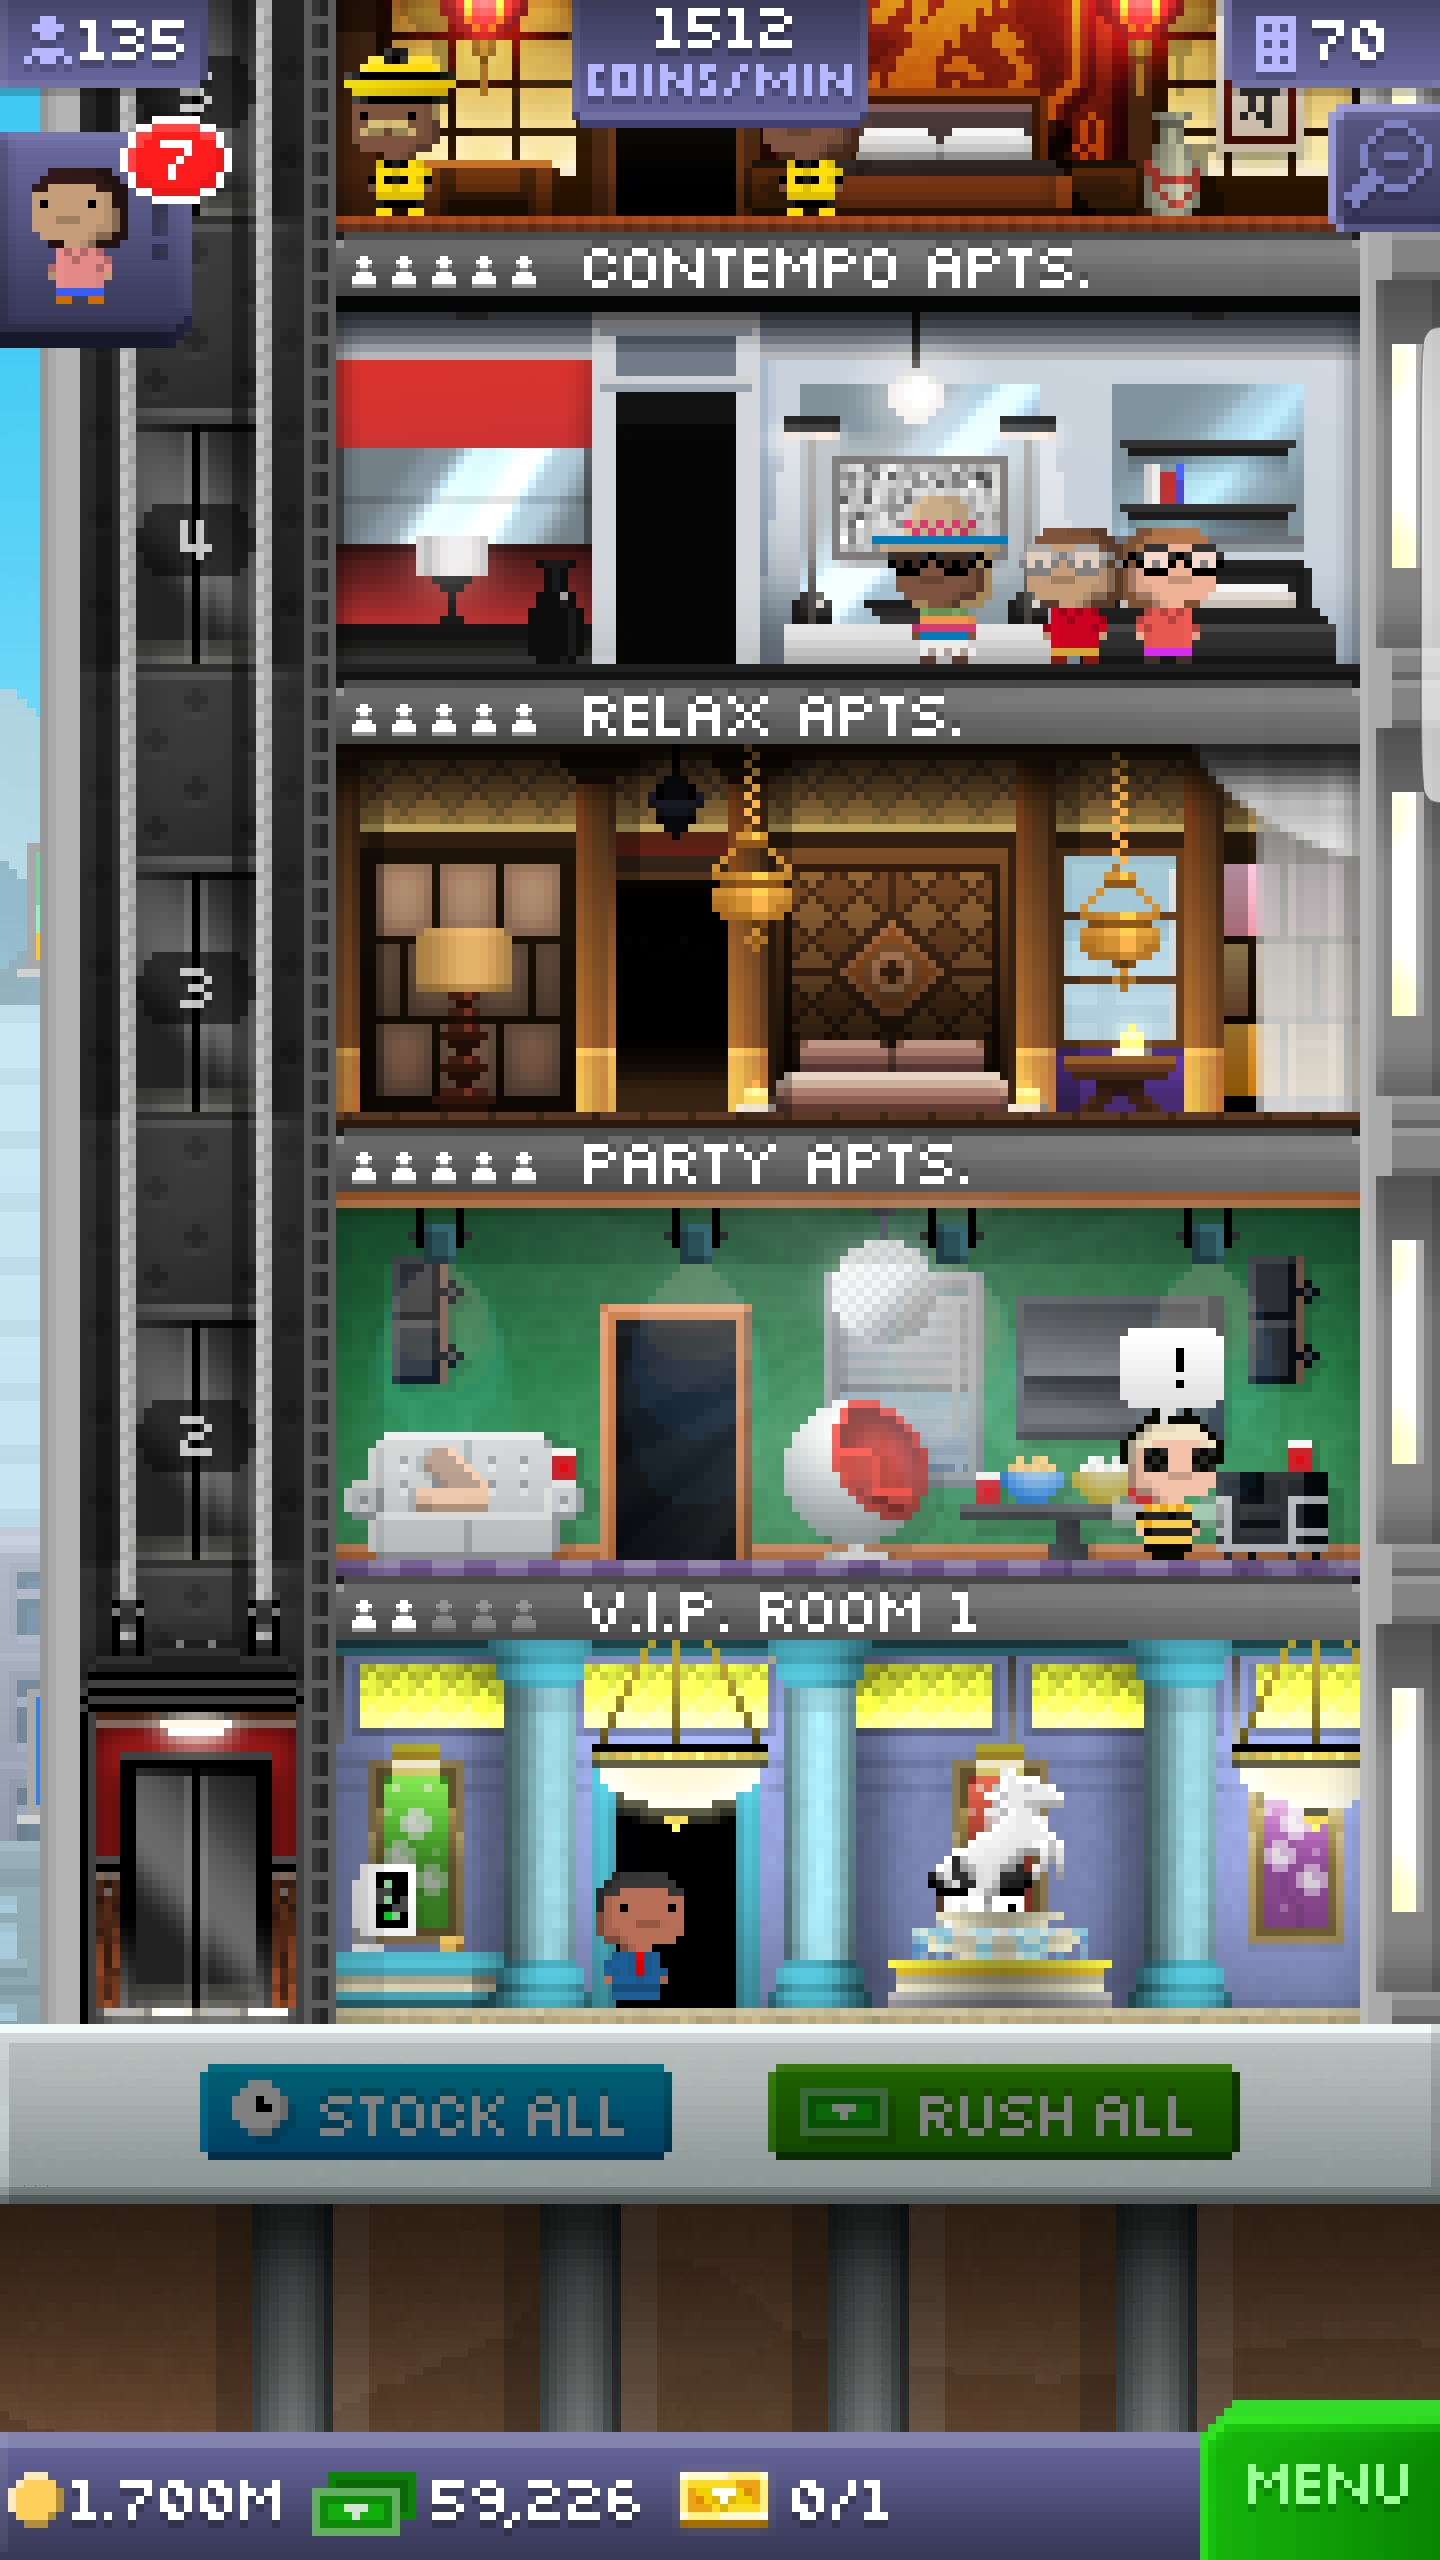 135
1512
COINS/MIN
70
7
CONTEMPO APTS.
4
RELAX APTS.
3
PARTY APTS.
!
2
V.I.P. ROOM 1
STOCK ALL
RUSH ALL
1.700M
59,226
0/1
MENU